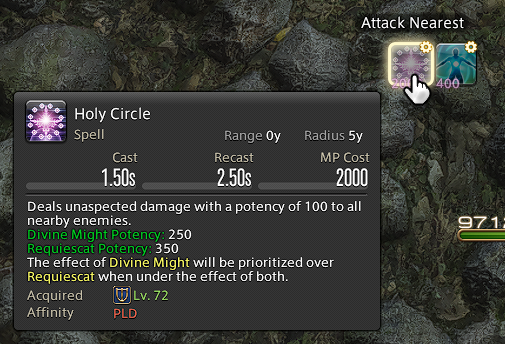 Attack Nearest
400
Holy Circle
Spell
Range 0y Radius 5y
Cast Recast MP Cost
1.50s 2.50s 2000
Deals unaspected damage with a potency of 100 to all
nearby enemies.
Divine Might Potency: 250
Requiescat Potency: 350
The effect of Divine Might will be prioritized over
Requiescat when under the effect of both.
Acquired Lv. 72
Affinity PLD